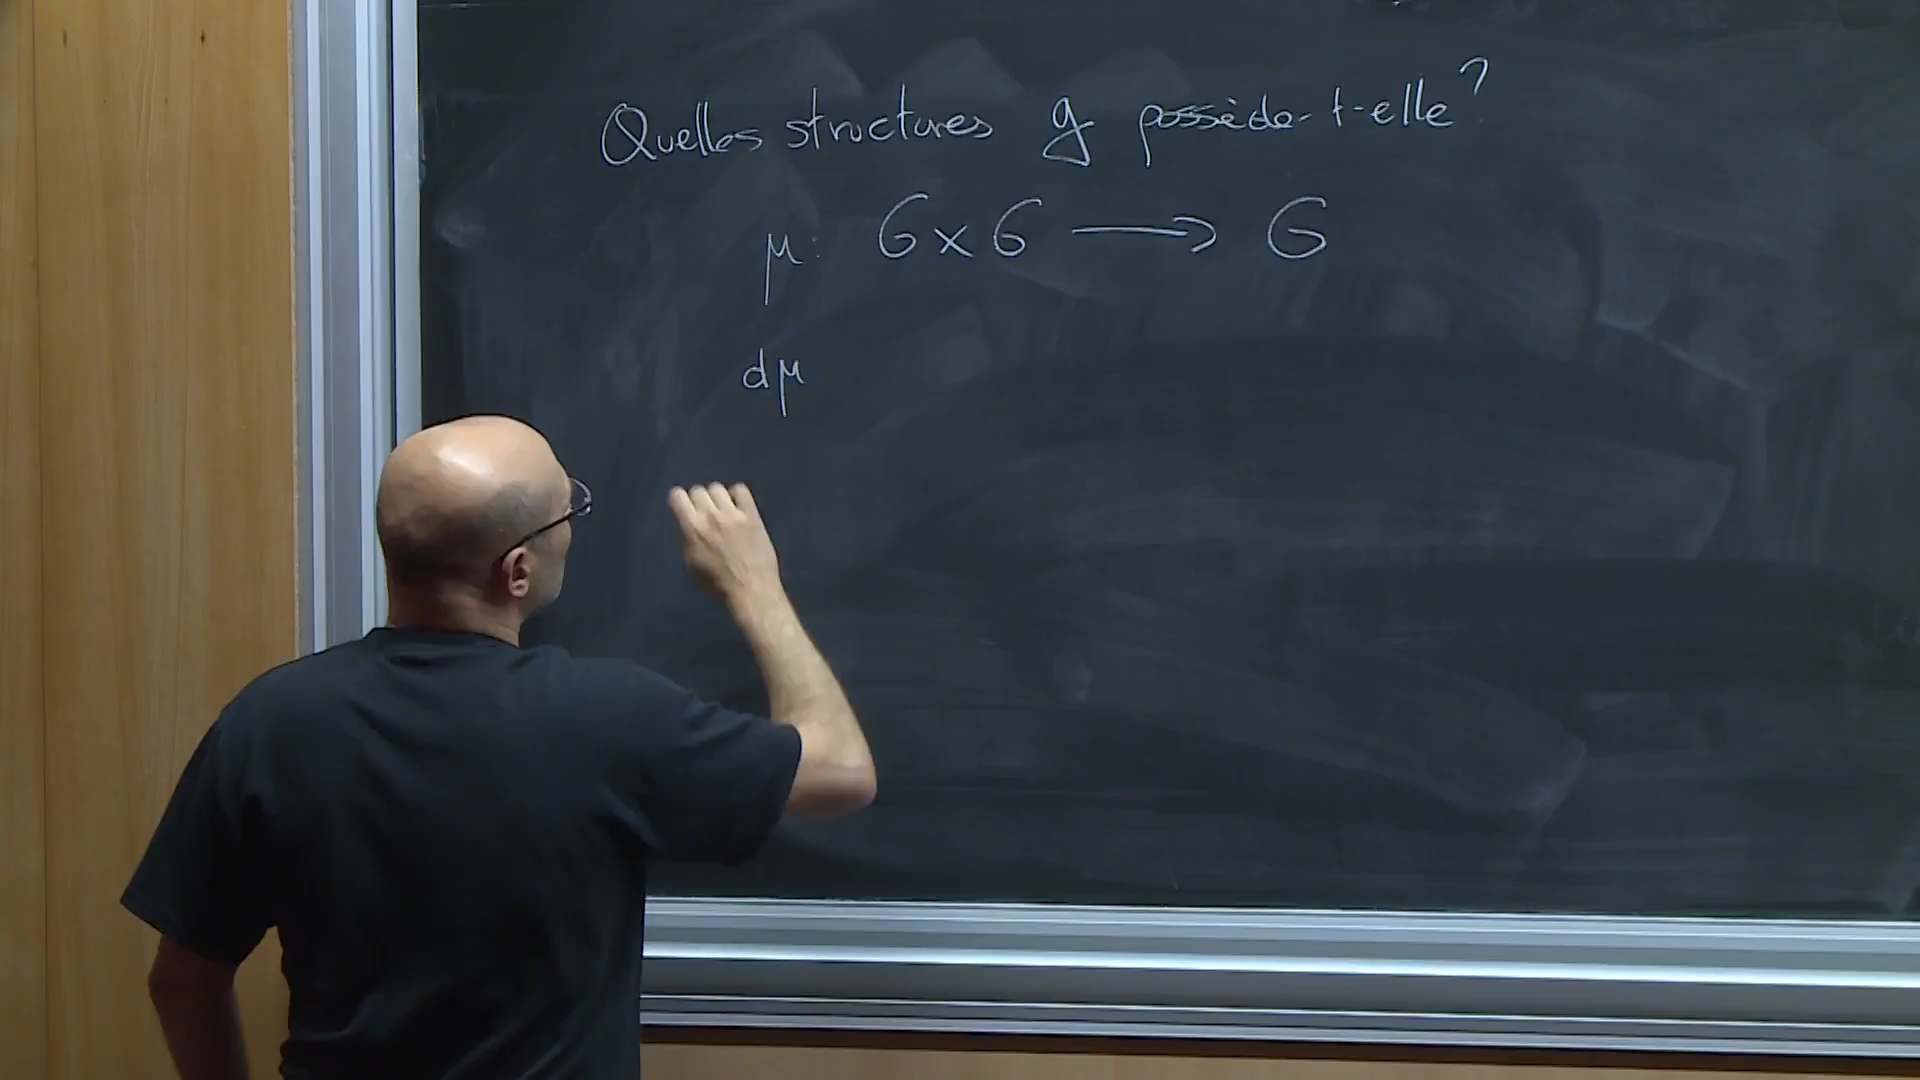 Quelles structures g possède-t-elle?
μ: G × G ⟶ G
dμ